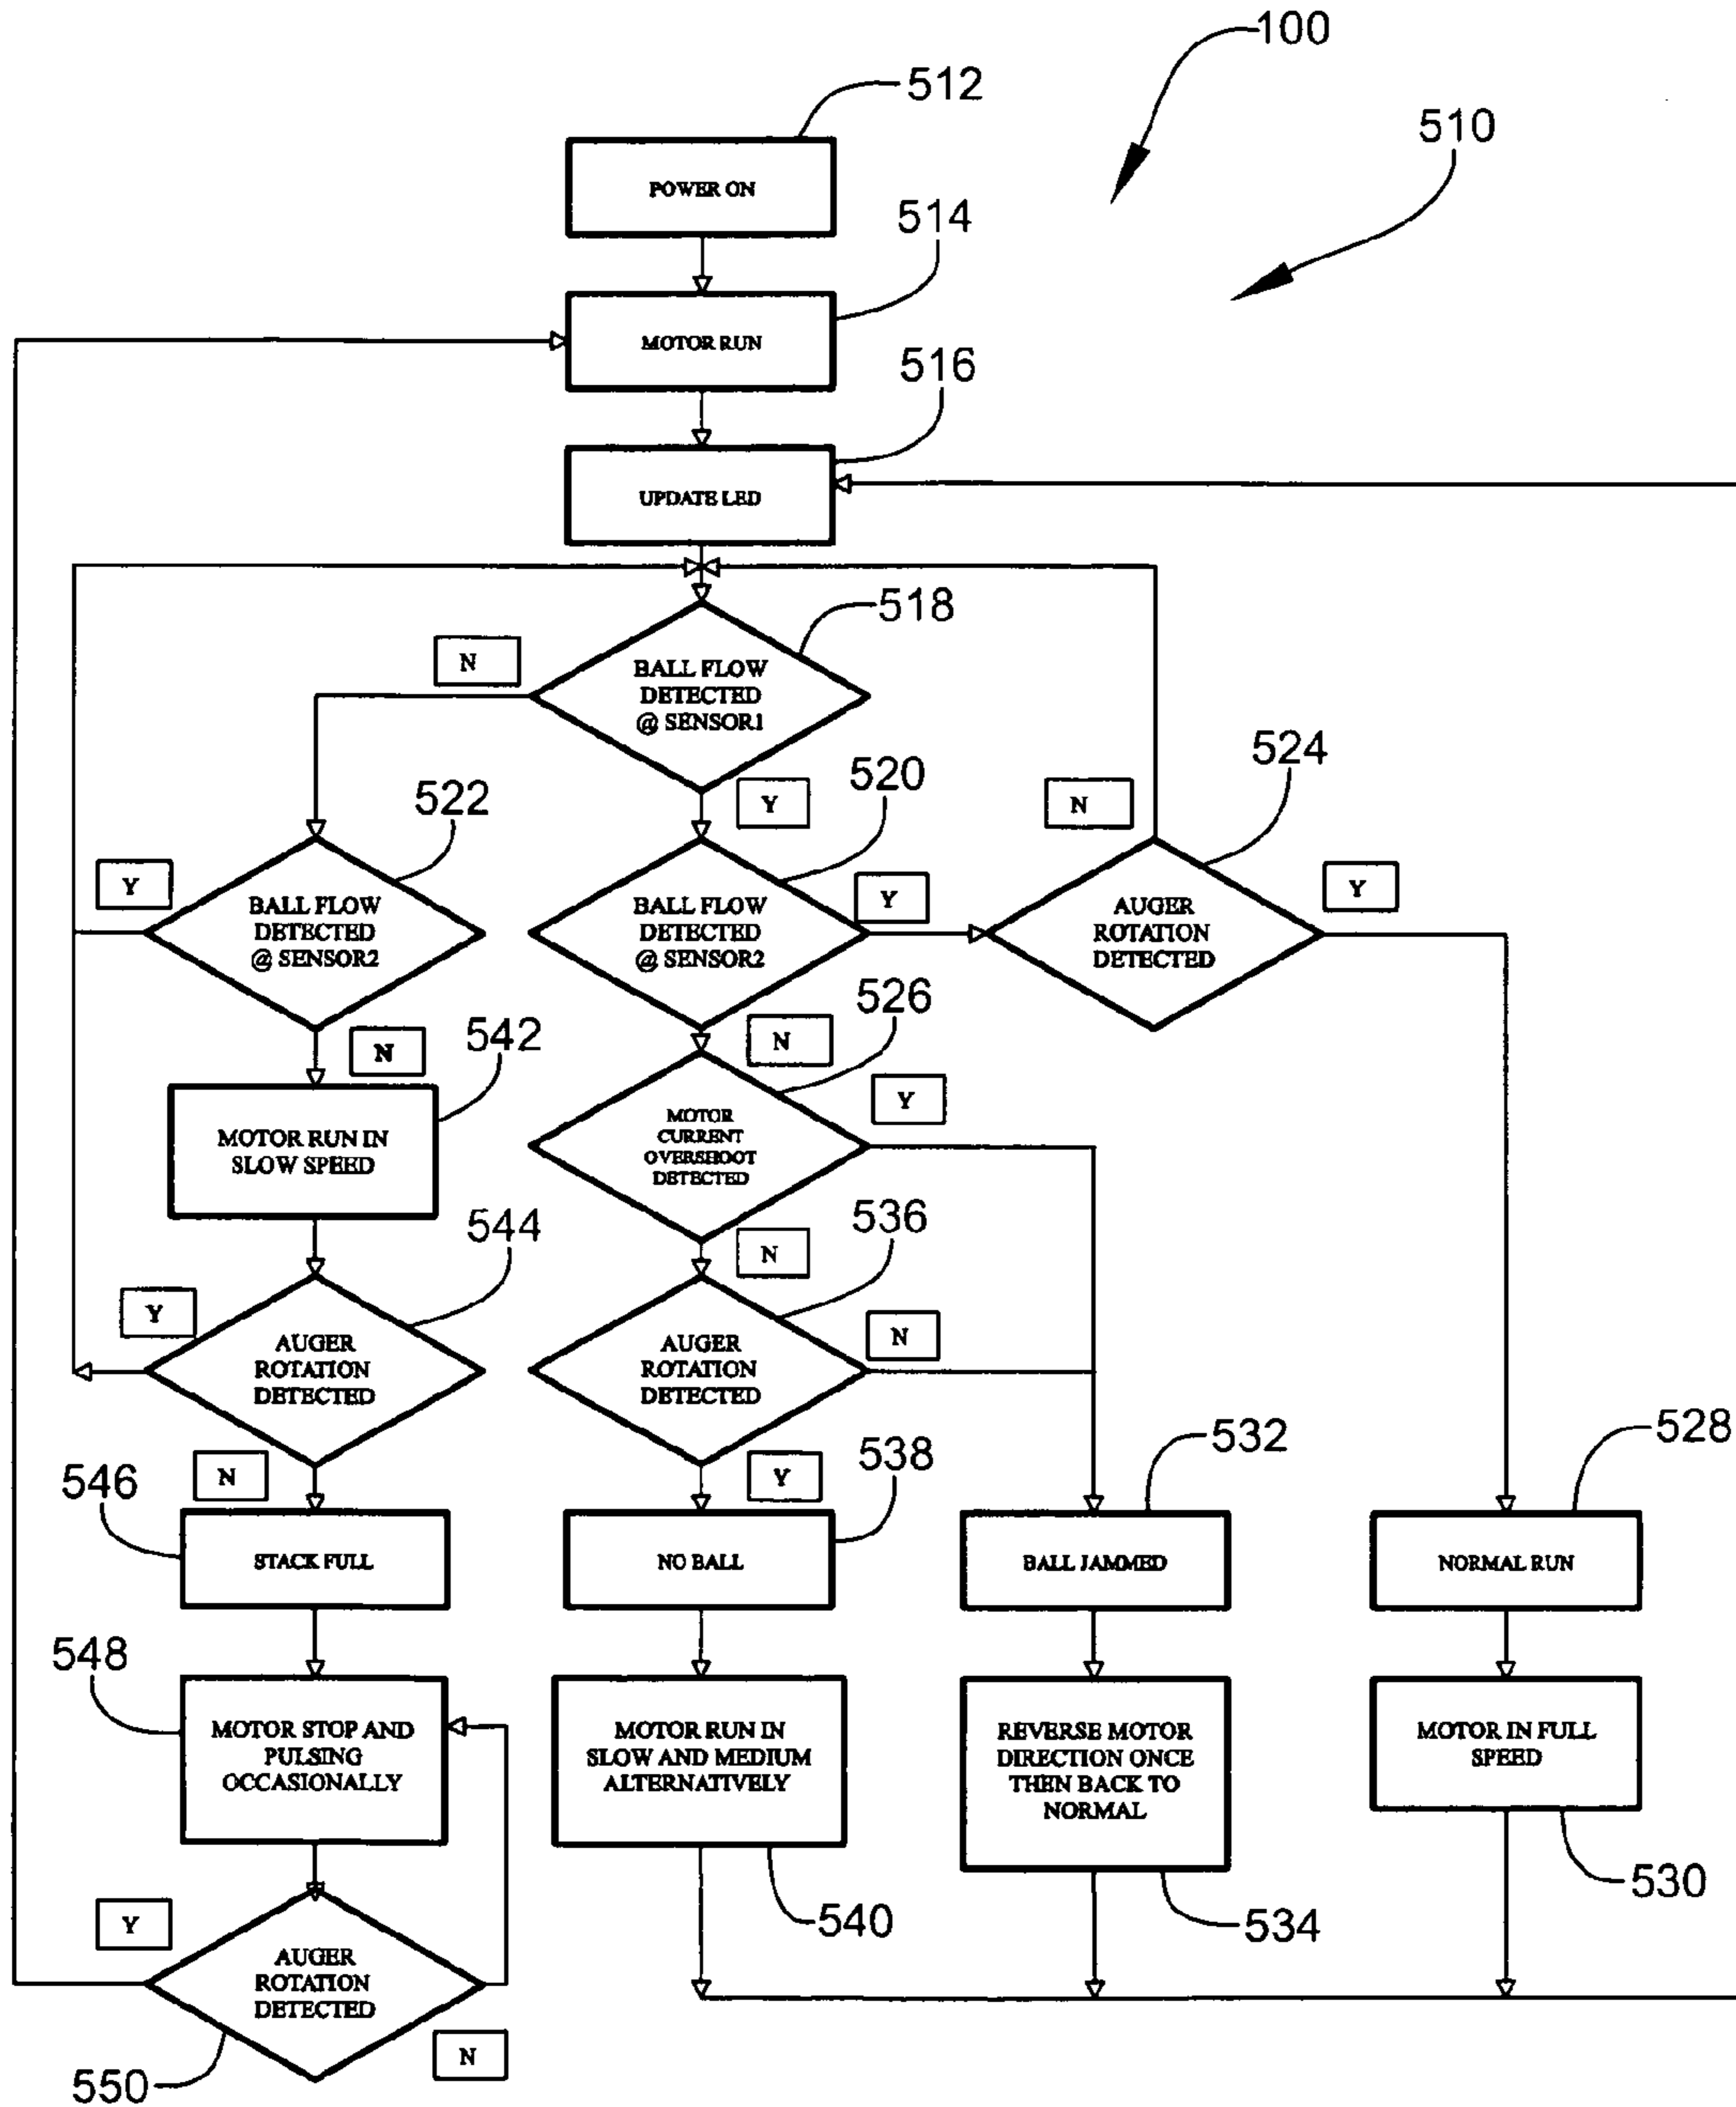 100
512
510
POWER ON
514
MOTOR RUN
516
UPDATE LED
518
N
BALL FLOW
DETECTED
@ SENSOR1
520
524
522
Y
N
Y
BALL FLOW
DETECTED
@ SENSOR2
BALL FLOW
DETECTED
@ SENSOR2
Y
AUGER
ROTATION
DETECTED
Y
526
542
N
N
Y
MOTOR RUN IN
SLOW SPEED
MOTOR
CURRENT
OVERSHOOT
DETECTED
544
536
N
Y
N
AUGER
ROTATION
DETECTED
AUGER
ROTATION
DETECTED
528
532
538
546
N
Y
STACK FULL
NO BALL
BALL JAMMED
NORMAL RUN
548
MOTOR STOP AND
PULSING
OCCASIONALLY
MOTOR RUN IN
SLOW AND MEDIUM
ALTERNATIVELY
REVERSE MOTOR
DIRECTION ONCE
THEN BACK TO
NORMAL
MOTOR IN FULL
SPEED
530
540
534
Y
AUGER
ROTATION
DETECTED
N
550